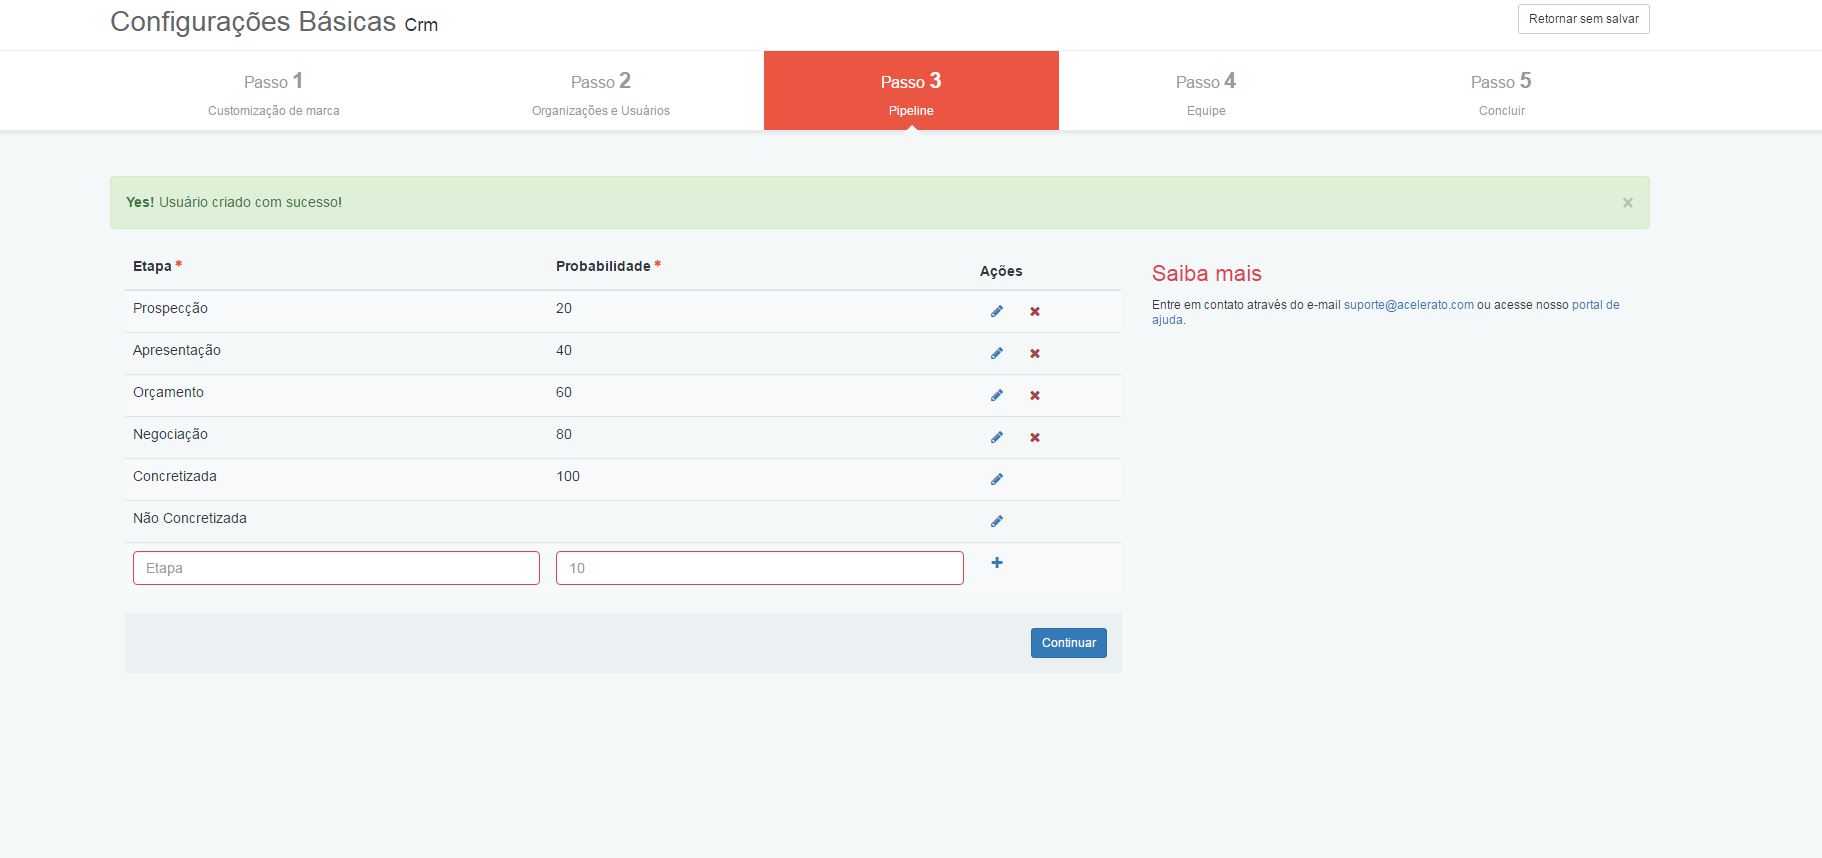 Configurações Básicas Crm
Retornar sem salvar
Passo 1
Customização de marca
Passo 2
Organizações e Usuários
Passo 3
Pipeline
Passo 4
Equipe
Passo 5
Concluir
Yes! Usuário criado com sucesso!
×
Etapa * Probabilidade * Ações
Prospecção 20
Apresentação 40
Orçamento 60
Negociação 80
Concretizada 100
Não Concretizada
Etapa 10
Continuar
Saiba mais
Entre em contato através do e-mail suporte@acelerato.com ou acesse nosso portal de
ajuda.